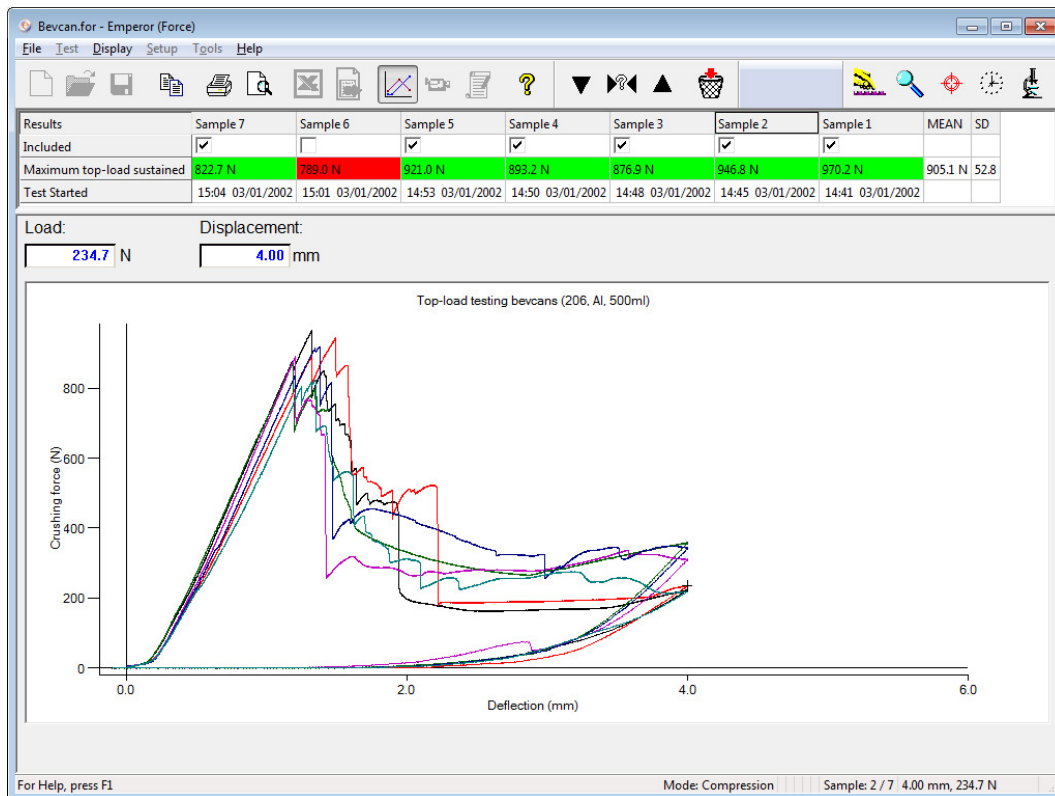 Bevcan.for - Emperor (Force)
File Test Display Setup Tools Help
Results Sample 7 Sample 6 Sample 5 Sample 4 Sample 3 Sample 2 Sample 1 MEAN SD
Included
Maximum top-load sustained 822.7 N 789.0 N 921.0 N 893.2 N 876.9 N 946.8 N 970.2 N 905.1 N 52.8
Test Started 15:04 03/01/2002 15:01 03/01/2002 14:53 03/01/2002 14:50 03/01/2002 14:48 03/01/2002 14:45 03/01/2002 14:41 03/01/2002
Load: Displacement:
234.7 N 4.00 mm
Top-load testing bevcans (206, Al, 500ml)
Crushing force (N)
800
600
400
200
0
0.0 2.0 4.0 6.0
Deflection (mm)
For Help, press F1 Mode: Compression Sample: 2 / 7 4.00 mm, 234.7 N